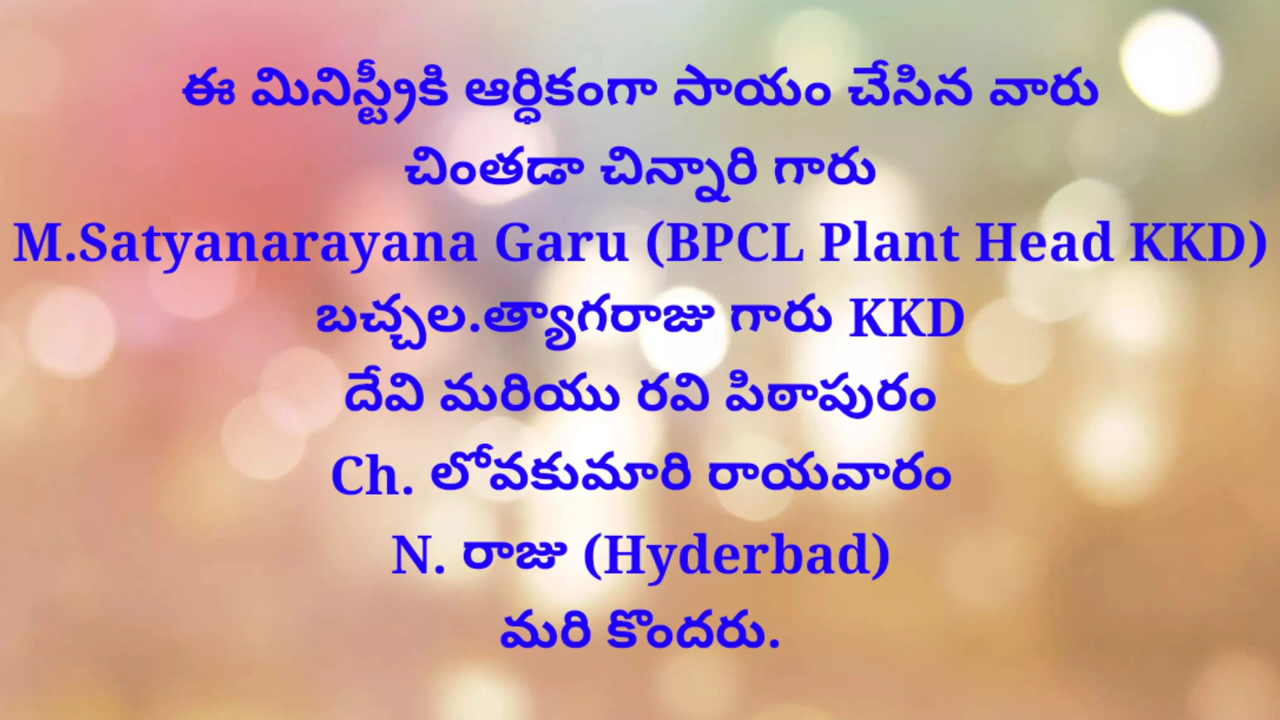 ఈ మినిస్ట్రీకి ఆర్ధికంగా సాయం చేసిన వారు
చింతడా చిన్నారి గారు
M.Satyanarayana Garu (BPCL Plant Head KKD)
బచ్చల.త్యాగరాజు గారు KKD
దేవి మరియు రవి పిఠాపురం
Ch. లోవకుమారి రాయవారం
N. రాజు (Hyderbad)
మరి కొందరు.